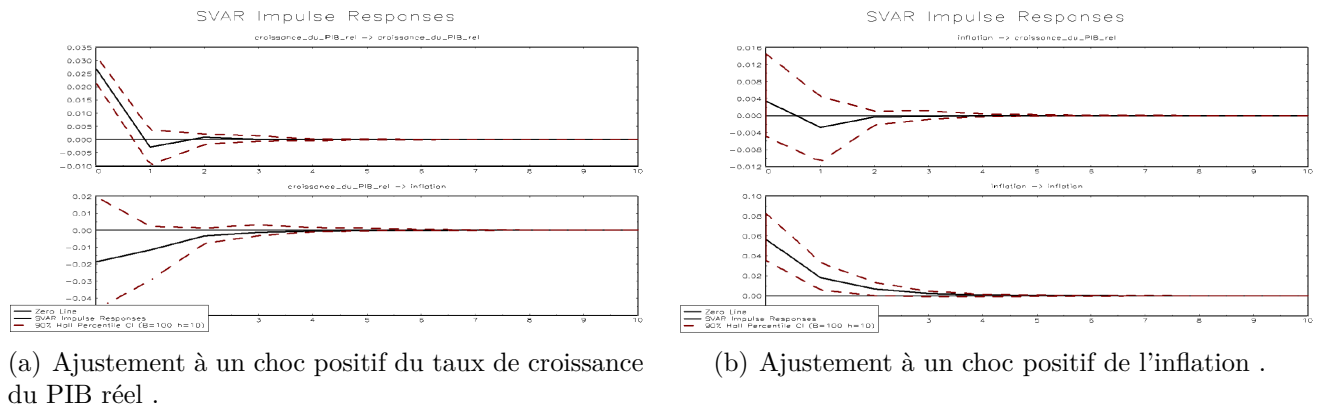 SVAR Impulse Responses
croissance_du_PIB_rel -> croissance_du_PIB_rel
0.035
0.030
0.025
0.020
0.015
0.010
0.005
0.000
-0.005
-0.010
0 1 2 3 4 5 6 7 8 9 10
croissance_du_PIB_rel -> inflation
0.02
0.01
0.00
-0.01
-0.02
-0.03
-0.04
2 3 4 5 6 7 8 9 10
Zero Line
SVAR Impulse Responses
90% Hall Percentile CI (B=100 h=10)
(a) Ajustement à un choc positif du taux de croissance
du PIB réel .
SVAR Impulse Responses
inflation -> croissance_du_PIB_rel
0.016
0.012
0.008
0.004
0.000
-0.004
-0.008
-0.012
0 1 2 3 4 5 6 7 8 9 10
inflation -> inflation
0.10
0.08
0.06
0.04
0.02
0.00
2 3 4 5 6 7 8 9 10
Zero Line
SVAR Impulse Responses
90% Hall Percentile CI (B=100 h=10)
(b) Ajustement à un choc positif de l'inflation .